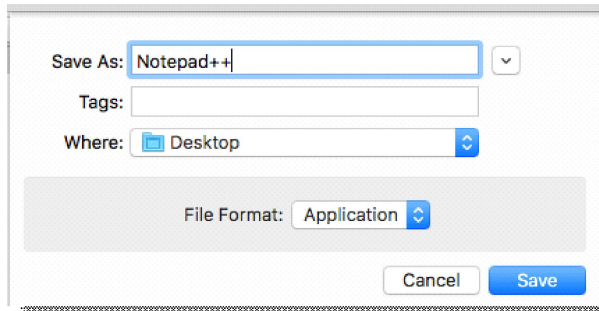 Save As: Notepad++
Tags:
Where: Desktop
File Format: Application
Cancel Save